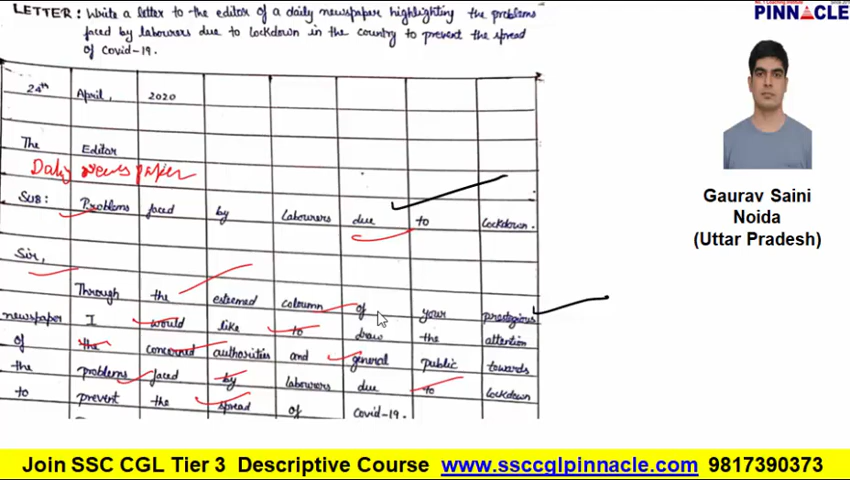 LETTER: Write a letter to the editor of a daily newspaper highlighting the problems
faced by labourers due to lockdown in the country to prevent the spread
of Covid-19.
PINNACLE
24th April, 2020
The Editor
Daily News paper
Sub: Problems faced by Labourers due to Lockdown.
Sir,
Through the esteemed coloumn of your prestigious
newspaper I would like to draw the attention
of the concerned authorities and general public towards
the problems faced by labourers due to lockdown
to prevent the spread of Covid-19.
Gaurav Saini
Noida
(Uttar Pradesh)
Join SSC CGL Tier 3 Descriptive Course www.ssccglpinnacle.com 9817390373